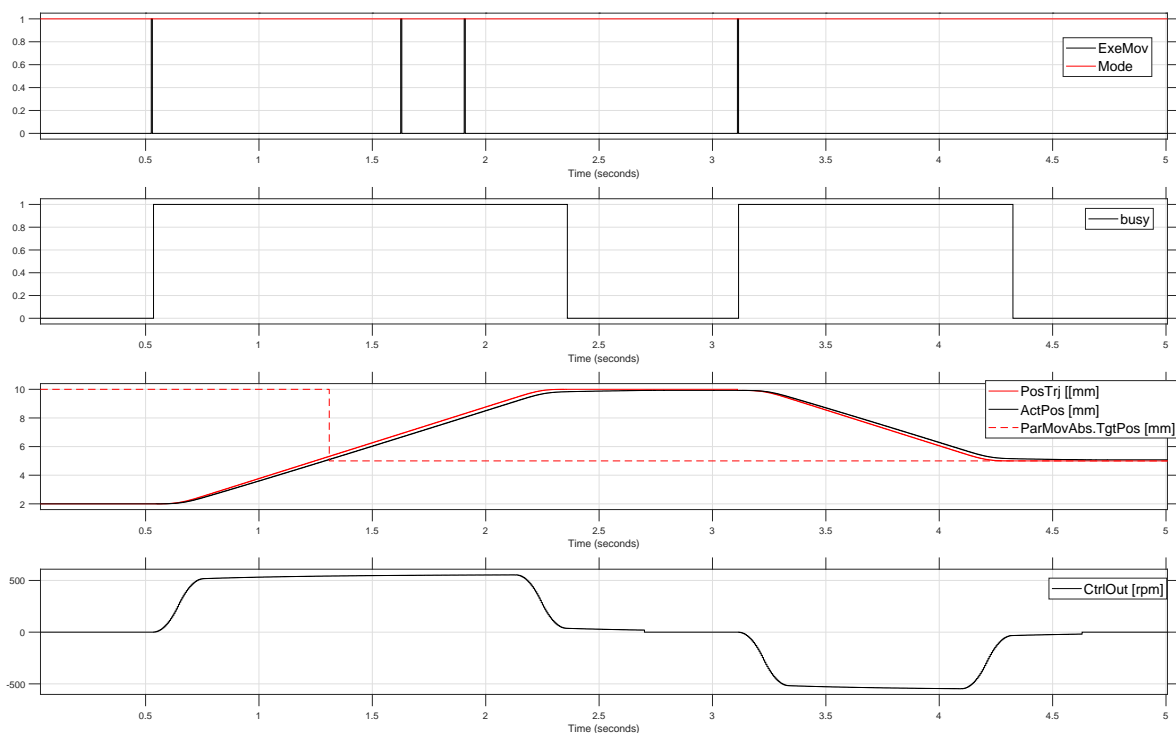 1
0.8
0.6
0.4
0.2
0
ExeMov
Mode
0.5 1 1.5 2 2.5 3 3.5 4 4.5 5
Time (seconds)
1
0.8
0.6
0.4
0.2
0
busy
0.5 1 1.5 2 2.5 3 3.5 4 4.5 5
Time (seconds)
10
8
6
4
2
PosTrj [[mm]
ActPos [mm]
ParMovAbs.TgtPos [mm]
0.5 1 1.5 2 2.5 3 3.5 4 4.5 5
Time (seconds)
500
0
-500
CtrlOut [rpm]
0.5 1 1.5 2 2.5 3 3.5 4 4.5 5
Time (seconds)